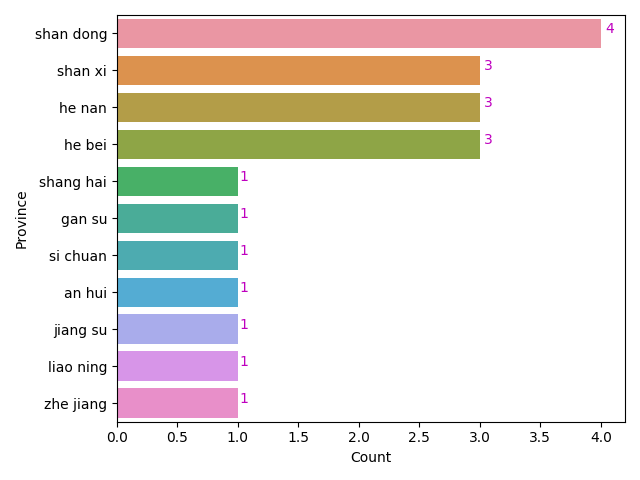 shan dong 4
shan xi 3
he nan 3
he bei 3
shang hai 1
gan su 1
si chuan 1
an hui 1
jiang su 1
liao ning 1
zhe jiang 1
0.0 0.5 1.0 1.5 2.0 2.5 3.0 3.5 4.0
Count
Province